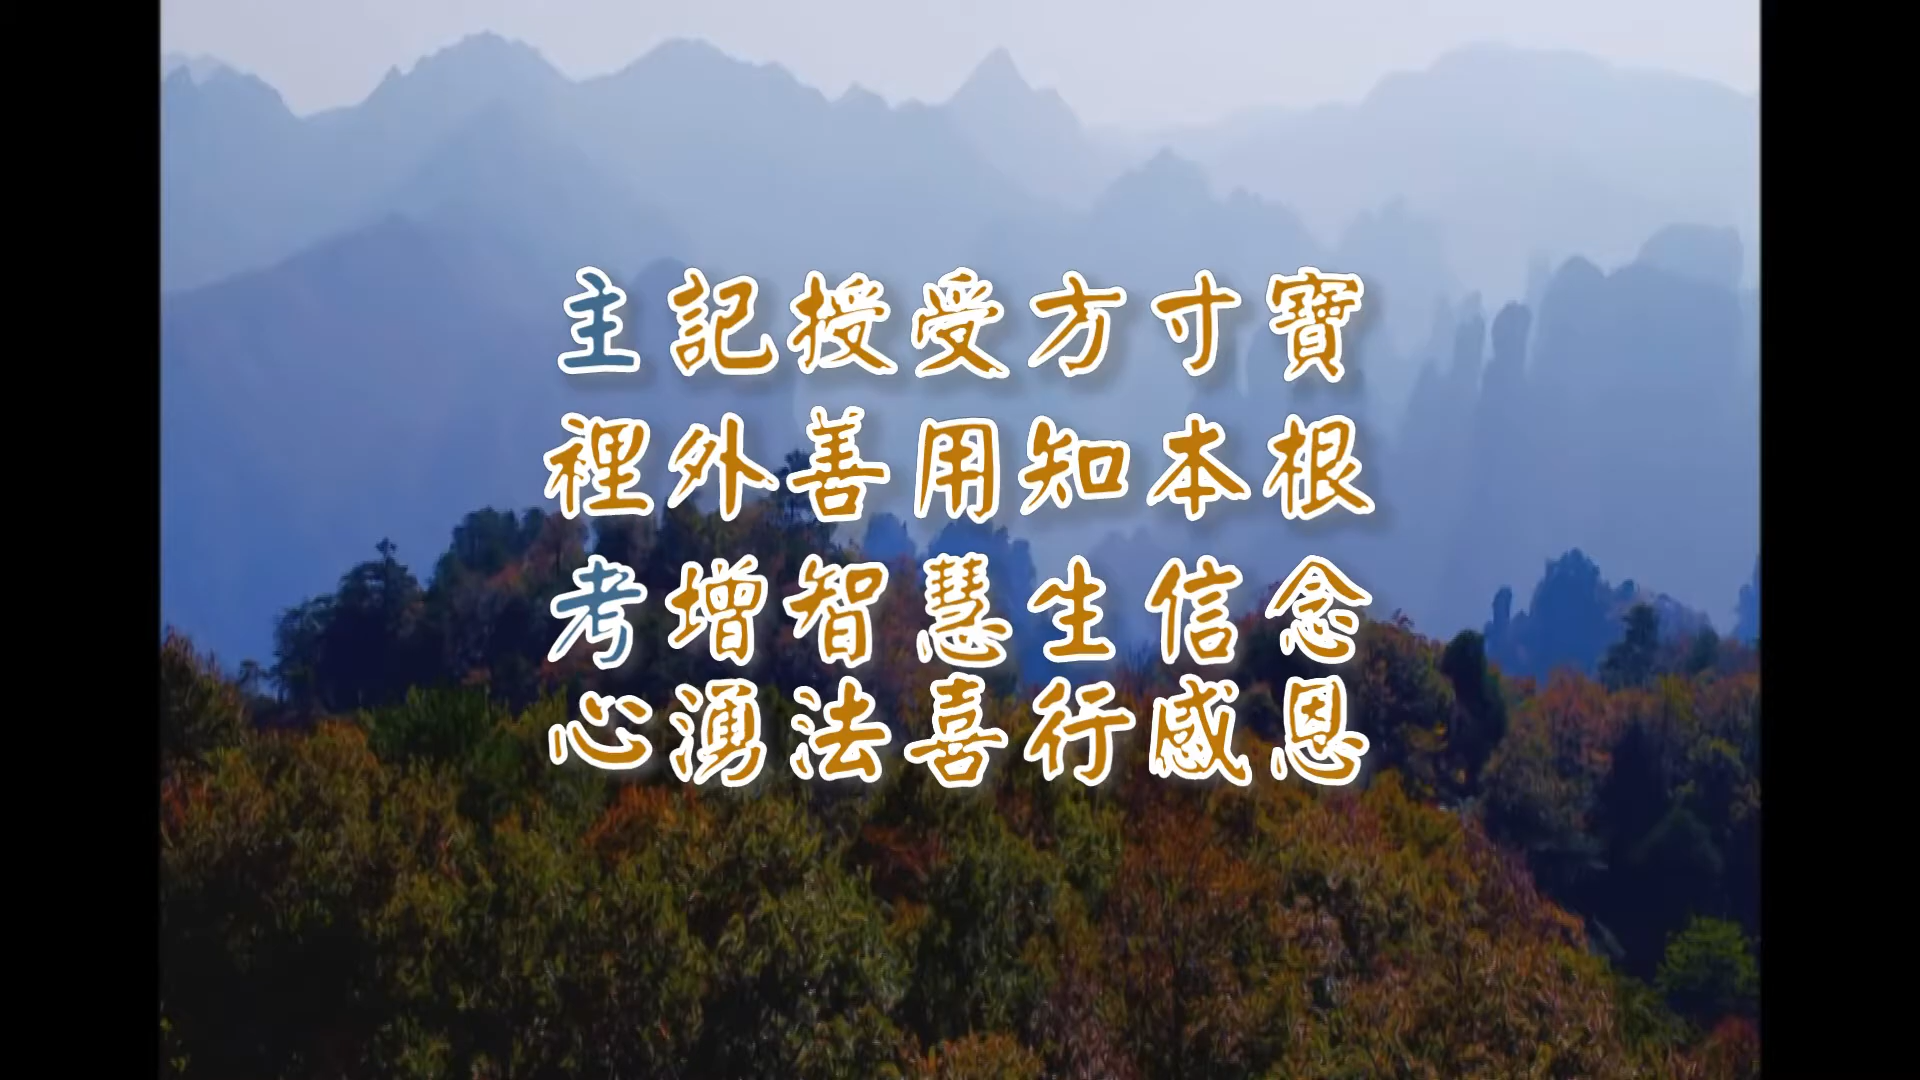 主記授受方寸寶
裡外善用知本根
考增智慧生信念
心湧法喜行感恩